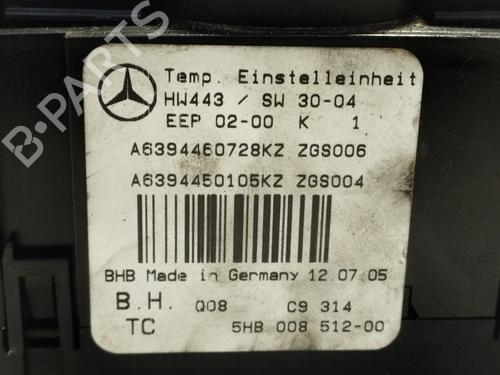 B-PARTS
Temp. Einstelleinheit
HW443 / SW 30-04
EEP 02-00 K 1
A6394460728KZ ZGS006
A6394450105KZ ZGS004
BHB Made in Germany 12.07.05
B.H. Q08 C9 314
TC 5HB 008 512-00